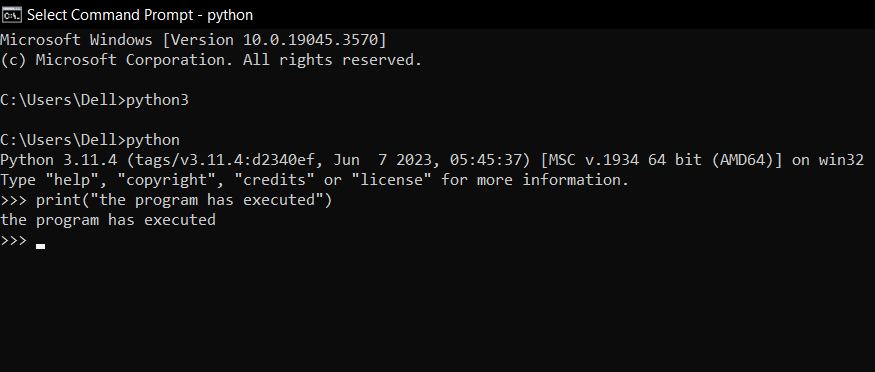 Select Command Prompt - python
Microsoft Windows [Version 10.0.19045.3570]
(c) Microsoft Corporation. All rights reserved.
C:\Users\Dell>python3
C:\Users\Dell>python
Python 3.11.4 (tags/v3.11.4:d2340ef, Jun  7 2023, 05:45:37) [MSC v.1934 64 bit (AMD64)] on win32
Type "help", "copyright", "credits" or "license" for more information.
>>> print("the program has executed")
the program has executed
>>>